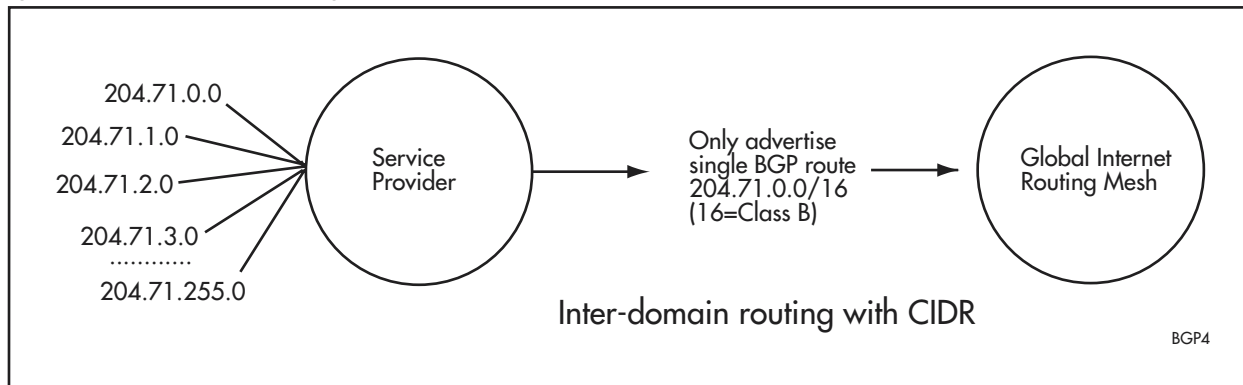 204.71.0.0
204.71.1.0
204.71.2.0
204.71.3.0
............
204.71.255.0
Service
Provider
Only advertise
single BGP route
204.71.0.0/16
(16=Class B)
Global Internet
Routing Mesh
Inter-domain routing with CIDR
BGP4